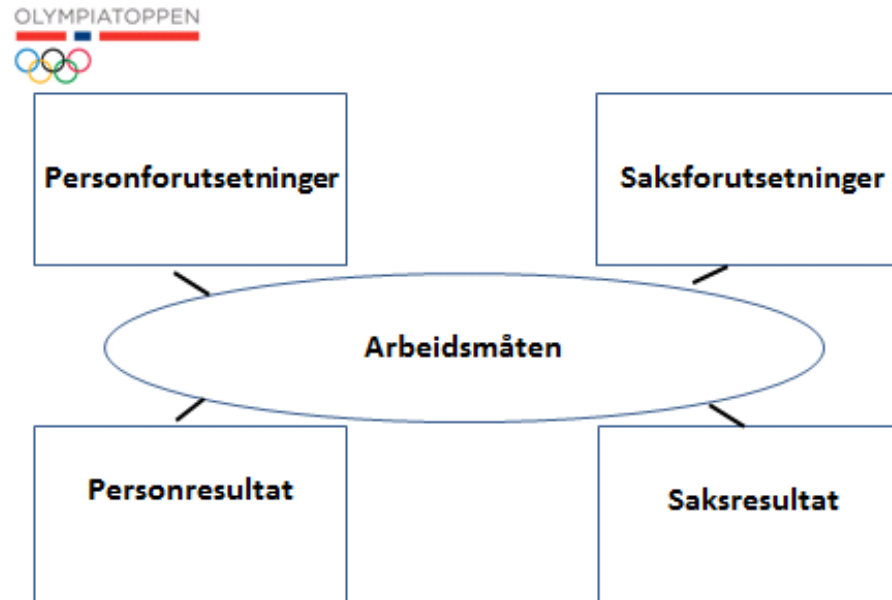 OLYMPIATOPPEN
Personforutsetninger
Saksforutsetninger
Arbeidsmåten
Personresultat
Saksresultat